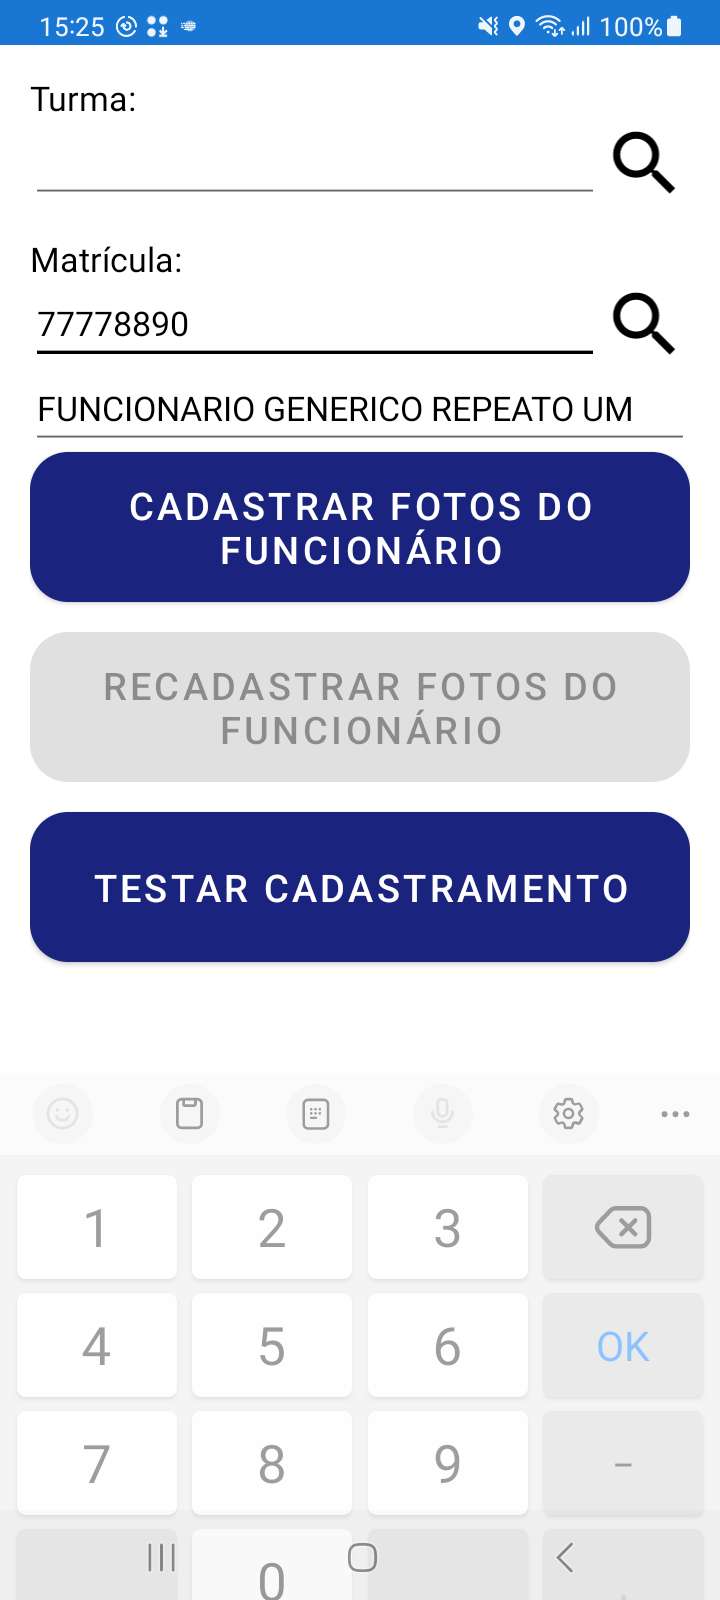 15:25 100%
Turma:
Matrícula:
77778890
FUNCIONARIO GENERICO REPEATO UM
CADASTRAR FOTOS DO
FUNCIONÁRIO
RECADASTRAR FOTOS DO
FUNCIONÁRIO
TESTAR CADASTRAMENTO
1 2 3
4 5 6 OK
7 8 9 -
0 .